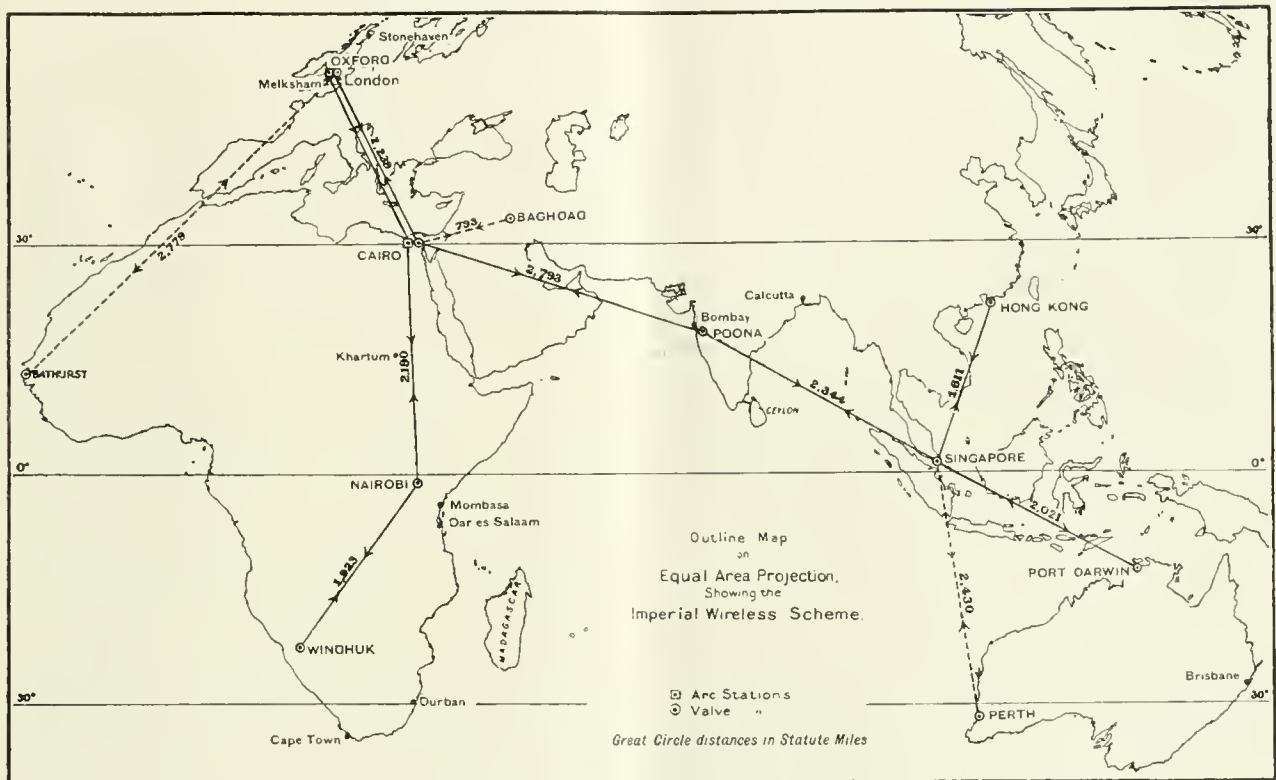 Stonehaven
OXFORD
Melksham London
BAGHDAD
793
30° 30°
CAIRO
2,779
2,793
Calcutta
HONG KONG
Bombay
POONA
Khartum
2,190
BATHURST
2,344
1,611
CEYLON
SINGAPORE
0° 0°
NAIROBI
Mombasa
Dar es Salaam
2,021
PORT DARWIN
1,923
2,430
MADAGASCAR
WINDHUK
Outline Map
on
Equal Area Projection,
Showing the
Imperial Wireless Scheme.
Brisbane
30° 30°
Durban
Arc Stations
Valve "
PERTH
Cape Town
Great Circle distances in Statute Miles